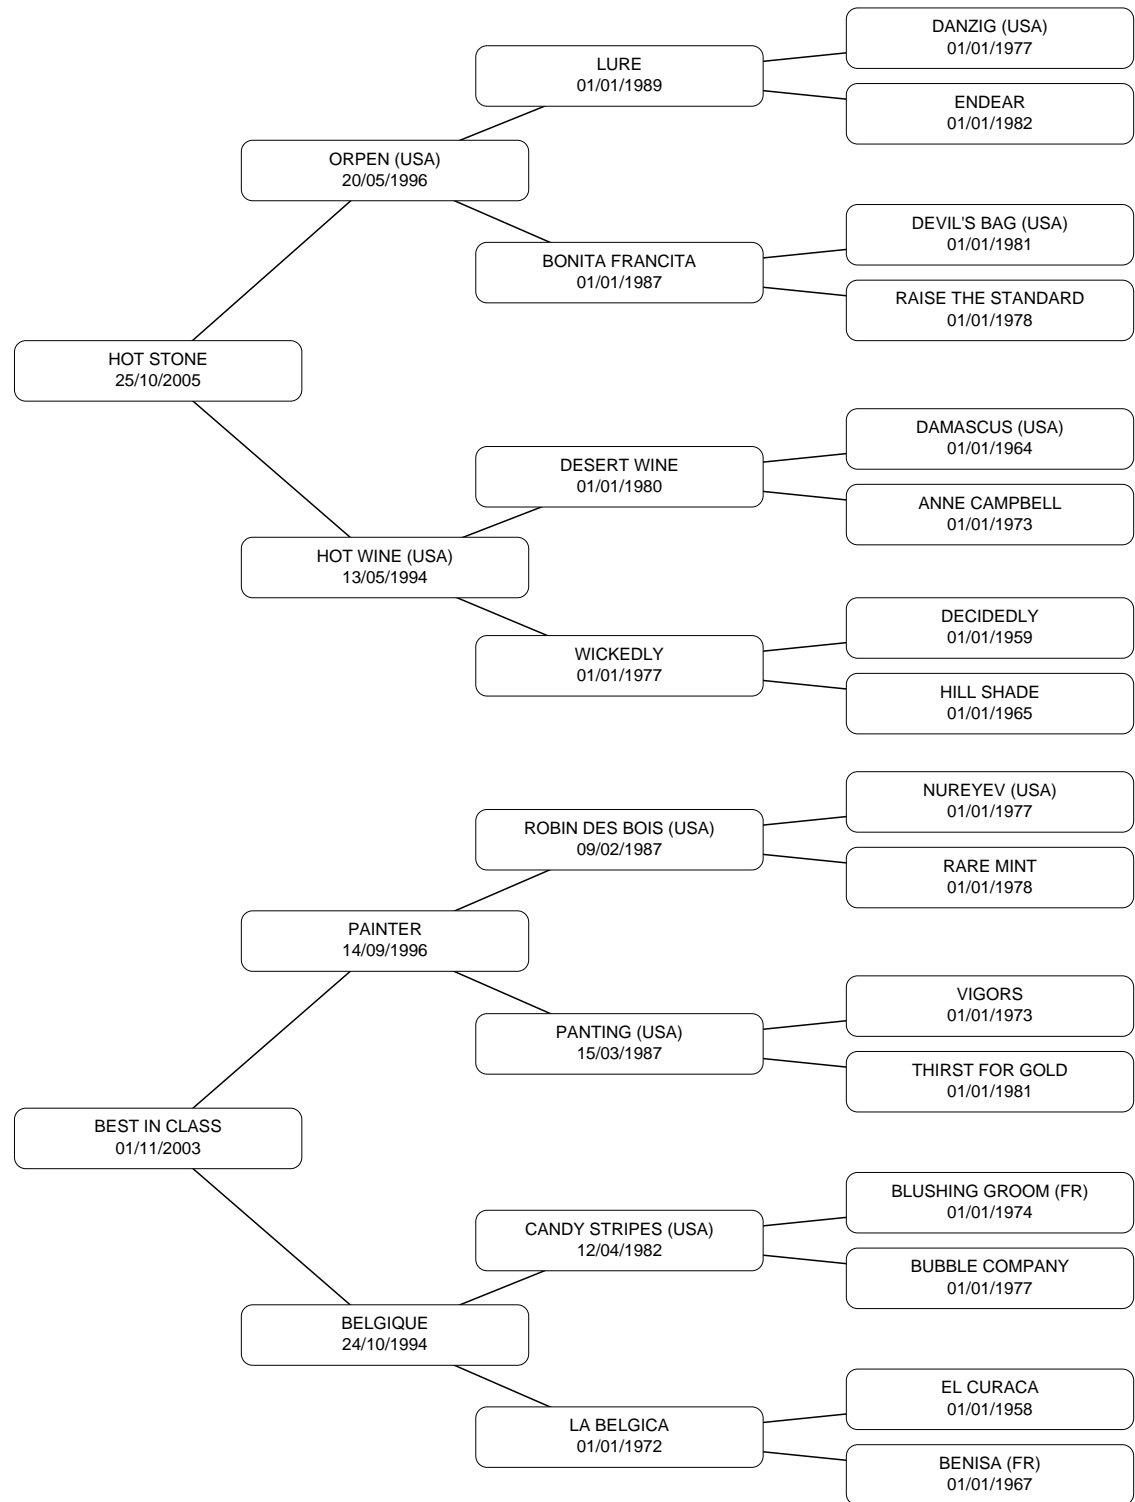 DANZIG (USA)
01/01/1977
LURE
01/01/1989
ENDEAR
01/01/1982
ORPEN (USA)
20/05/1996
DEVIL'S BAG (USA)
01/01/1981
BONITA FRANCITA
01/01/1987
RAISE THE STANDARD
01/01/1978
HOT STONE
25/10/2005
DAMASCUS (USA)
01/01/1964
DESERT WINE
01/01/1980
ANNE CAMPBELL
01/01/1973
HOT WINE (USA)
13/05/1994
DECIDEDLY
01/01/1959
WICKEDLY
01/01/1977
HILL SHADE
01/01/1965
NUREYEV (USA)
01/01/1977
ROBIN DES BOIS (USA)
09/02/1987
RARE MINT
01/01/1978
PAINTER
14/09/1996
VIGORS
01/01/1973
PANTING (USA)
15/03/1987
THIRST FOR GOLD
01/01/1981
BEST IN CLASS
01/11/2003
BLUSHING GROOM (FR)
01/01/1974
CANDY STRIPES (USA)
12/04/1982
BUBBLE COMPANY
01/01/1977
BELGIQUE
24/10/1994
EL CURACA
01/01/1958
LA BELGICA
01/01/1972
BENISA (FR)
01/01/1967